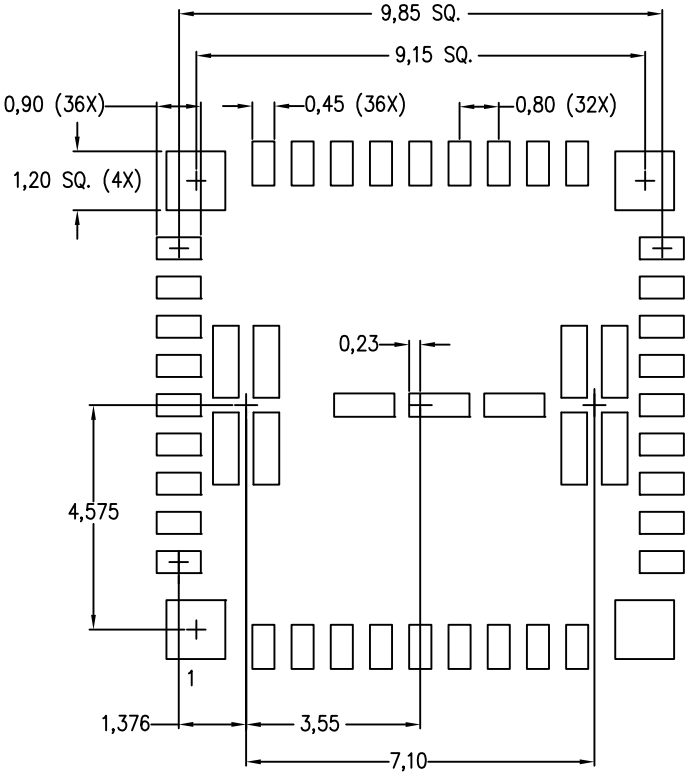 9,85 SQ.
9,15 SQ.
0,90 (36X)
0,45 (36X)
0,80 (32X)
1,20 SQ. (4X)
0,23
4,575
1
1,376
3,55
7,10